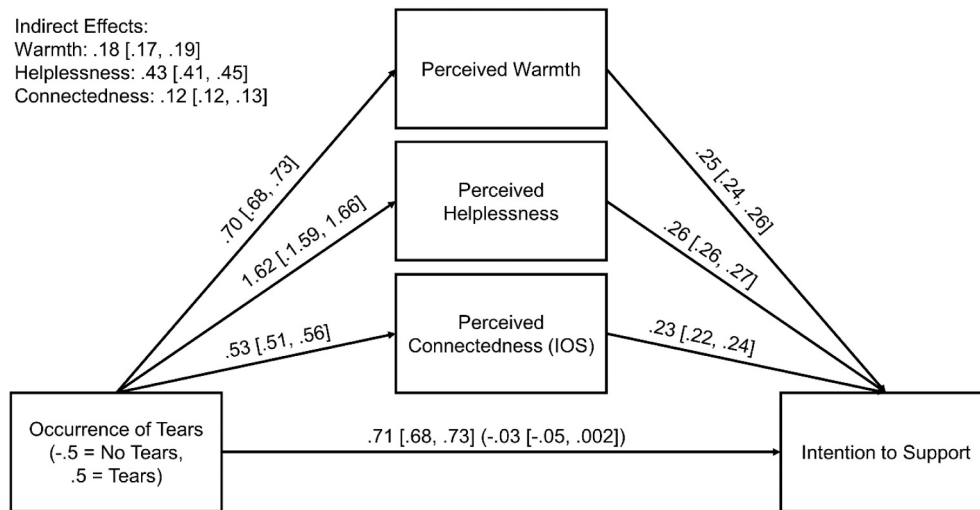 Indirect Effects:
Warmth: .18 [.17, .19]
Helplessness: .43 [.41, .45]
Connectedness: .12 [.12, .13]
Perceived Warmth
.70 [.68, .73]
.25 [.24, .26]
Perceived
Helplessness
1.62 [.1.59, 1.66]
.26 [.26, .27]
Perceived
Connectedness (IOS)
.53 [.51, .56]
.23 [.22, .24]
Occurrence of Tears
(-.5 = No Tears,
.5 = Tears)
.71 [.68, .73] (-.03 [-.05, .002])
Intention to Support